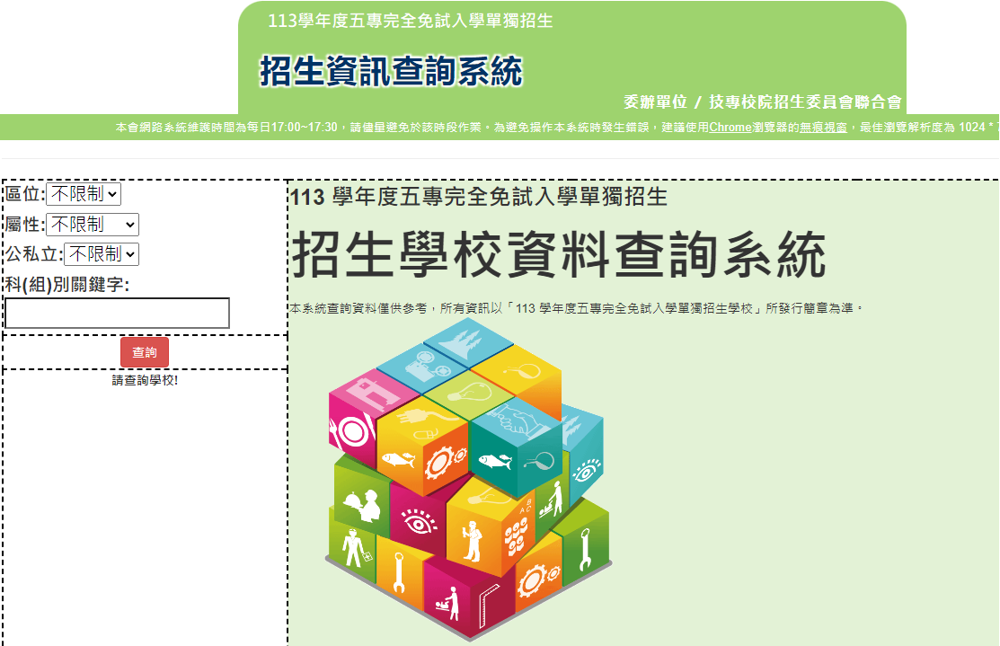 113學年度五專完全免試入學單獨招生
招生資訊查詢系統
委辦單位 / 技專校院招生委員會聯合會
本會網路系統維護時間為每日17:00~17:30，請儘量避免於該時段作業。為避免操作本系統時發生錯誤，建議使用Chrome瀏覽器的無痕視窗，最佳瀏覽解析度為 1024 *
區位:不限制
屬性:不限制
公私立:不限制
科(組)別關鍵字:
查詢
請查詢學校!
113 學年度五專完全免試入學單獨招生
招生學校資料查詢系統
本系統查詢資料僅供參考，所有資訊以「113 學年度五專完全免試入學單獨招生學校」所發行簡章為準。
A B C